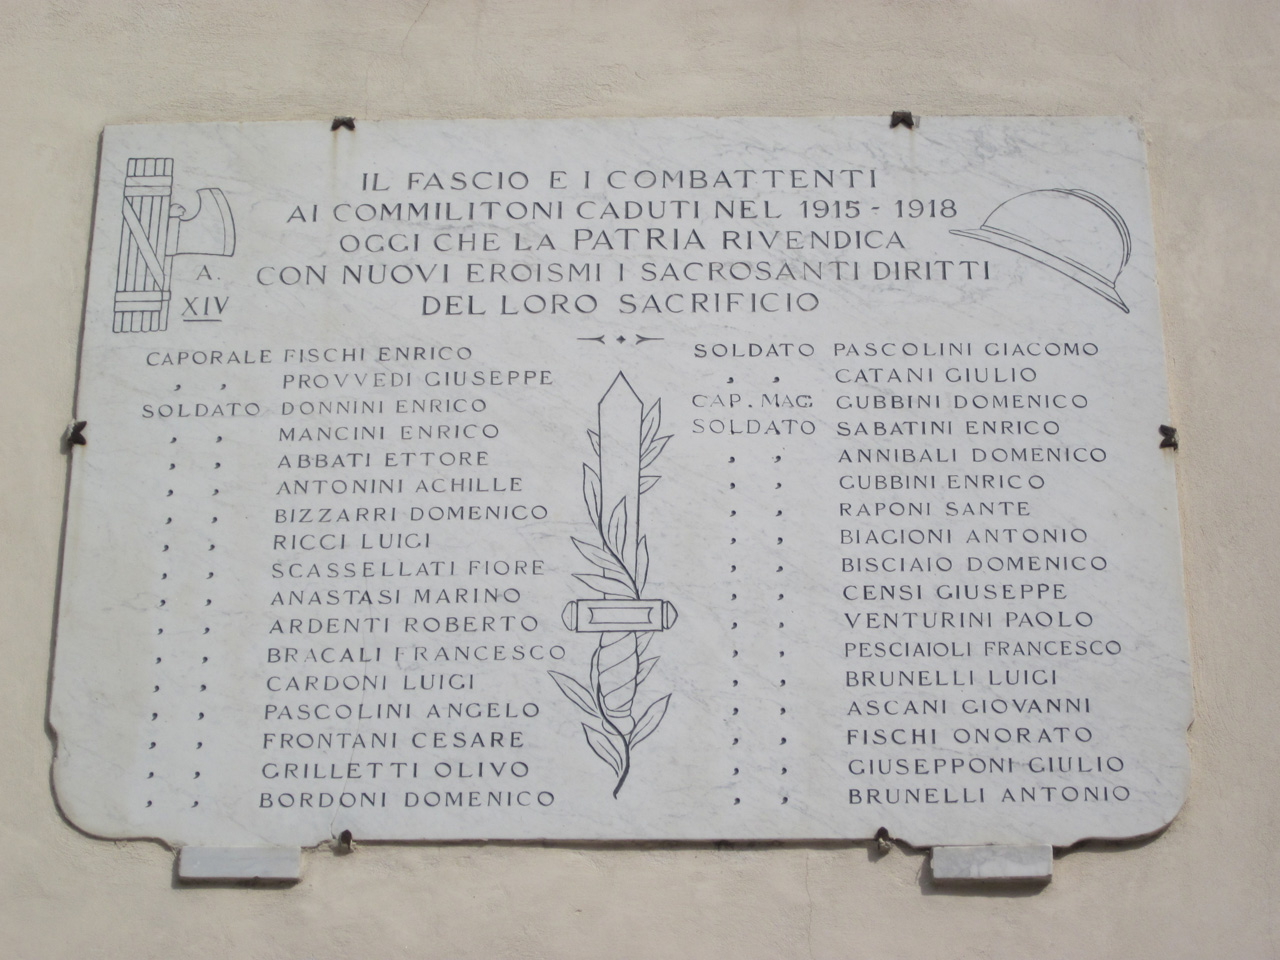 IL FASCIO E I COMBATTENTI
AI COMMILITONI CADUTI NEL 1915 - 1918
OGGI CHE LA PATRIA RIVENDICA
CON NUOVI EROISMI I SACROSANTI DIRITTI
DEL LORO SACRIFICIO
A.
XIV
CAPORALE FISCHI ENRICO
, , PROVVEDI GIUSEPPE
SOLDATO DONNINI ENRICO
, , MANCINI ENRICO
, , ABBATI ETTORE
, , ANTONINI ACHILLE
, , BIZZARRI DOMENICO
, , RICCI LUIGI
, , SCASSELLATI FIORE
, , ANASTASI MARINO
, , ARDENTI ROBERTO
, , BRACALI FRANCESCO
, , CARDONI LUIGI
, , PASCOLINI ANGELO
, , FRONTANI CESARE
, , GRILLETTI OLIVO
, , BORDONI DOMENICO
SOLDATO PASCOLINI GIACOMO
, , CATANI GIULIO
CAP. MAG. GUBBINI DOMENICO
SOLDATO SABATINI ENRICO
, , ANNIBALI DOMENICO
, , GUBBINI ENRICO
, , RAPONI SANTE
, , BIAGIONI ANTONIO
, , BISCIAIO DOMENICO
, , CENSI GIUSEPPE
, , VENTURINI PAOLO
, , PESCIAIOLI FRANCESCO
, , BRUNELLI LUIGI
, , ASCANI GIOVANNI
, , FISCHI ONORATO
, , GIUSEPPONI GIULIO
, , BRUNELLI ANTONIO